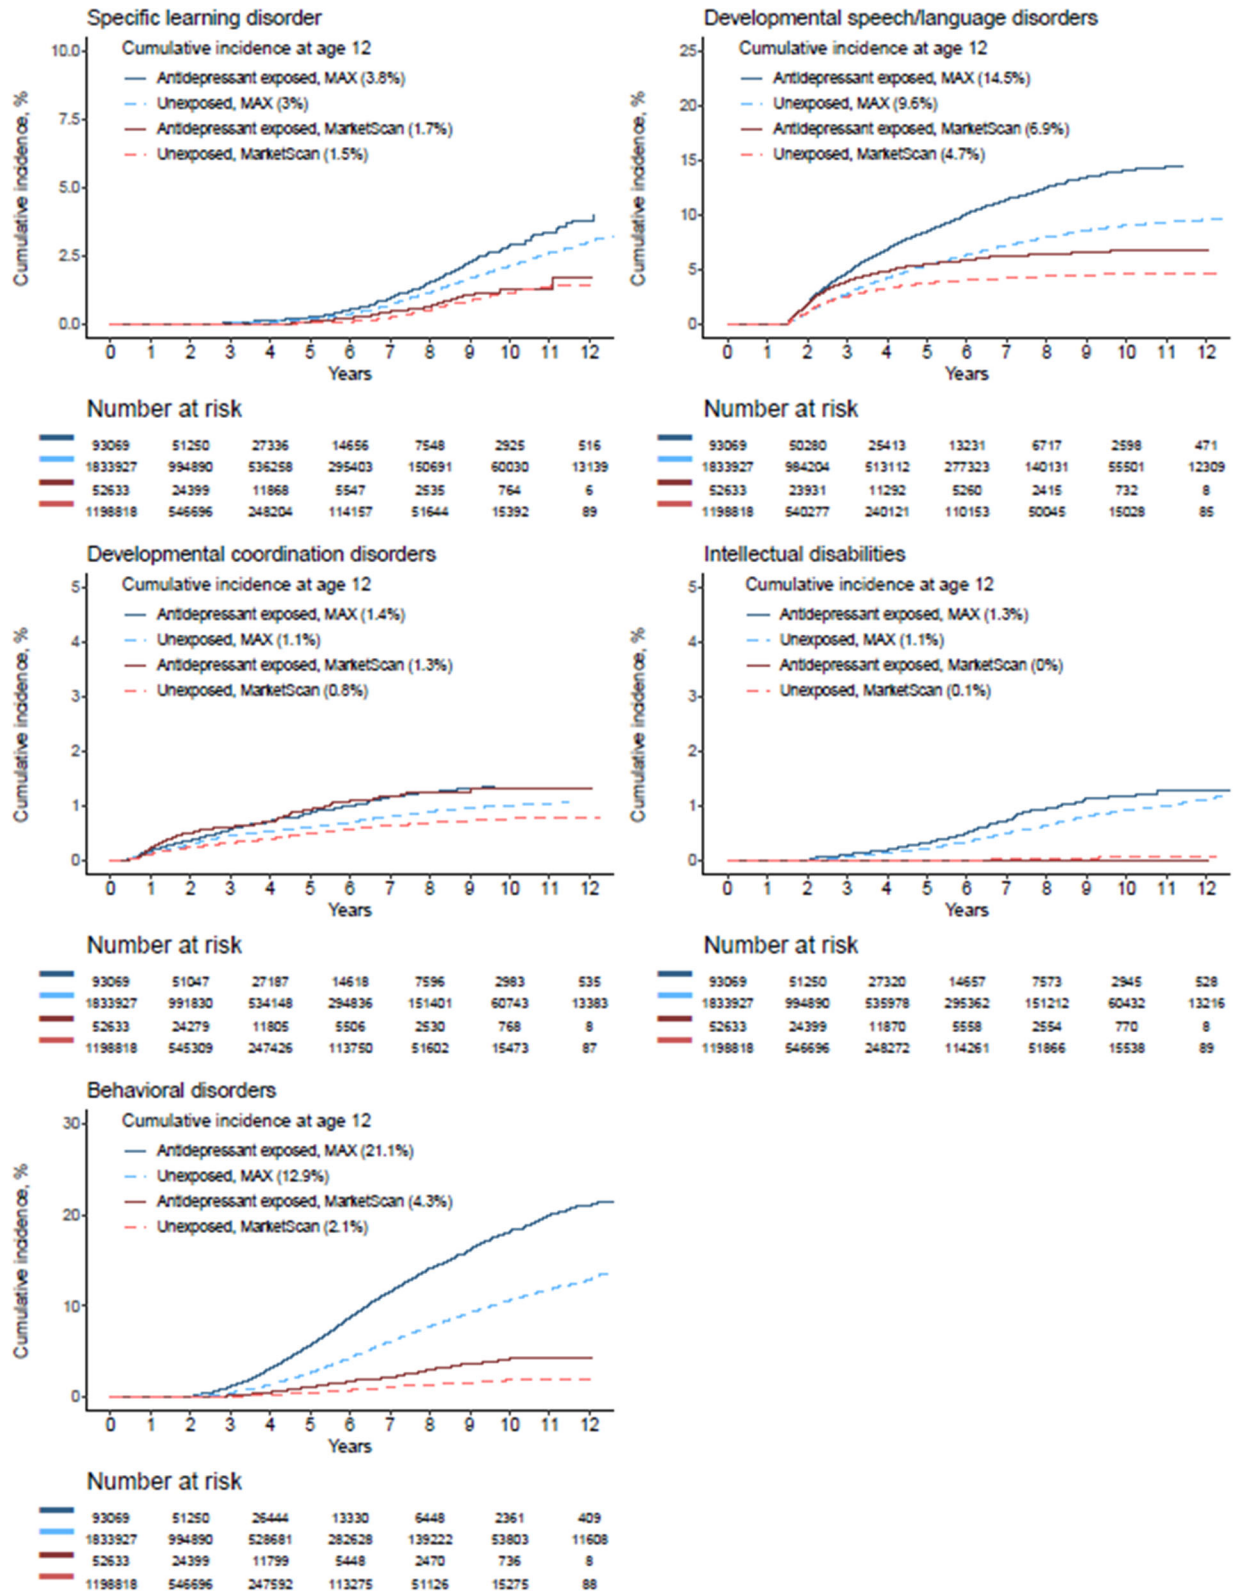 Specific learning disorder
Cumulative incidence at age 12
Antidepressant exposed, MAX (3.8%)
Unexposed, MAX (3%)
Antidepressant exposed, MarketScan (1.7%)
Unexposed, MarketScan (1.5%)
Cumulative incidence, %
10.0
7.5
5.0
2.5
0.0
0 1 2 3 4 5 6 7 8 9 10 11 12
Years
Number at risk
93069 51250 27336 14656 7548 2925 516
1833927 994890 536258 295403 150691 60030 13139
52633 24399 11868 5547 2535 764 6
1198818 546696 248204 114157 51644 15392 89
Developmental speech/language disorders
Cumulative incidence at age 12
Antidepressant exposed, MAX (14.5%)
Unexposed, MAX (9.6%)
Antidepressant exposed, MarketScan (6.9%)
Unexposed, MarketScan (4.7%)
Cumulative incidence, %
25
20
15
10
5
0
0 1 2 3 4 5 6 7 8 9 10 11 12
Years
Number at risk
93069 50280 25413 13231 6717 2598 471
1833927 984204 513112 277323 140131 55501 12309
52633 23931 11292 5260 2415 732 8
1198818 540277 240121 110153 50045 15028 85
Developmental coordination disorders
Cumulative incidence at age 12
Antidepressant exposed, MAX (1.4%)
Unexposed, MAX (1.1%)
Antidepressant exposed, MarketScan (1.3%)
Unexposed, MarketScan (0.8%)
Cumulative incidence, %
5
4
3
2
1
0
0 1 2 3 4 5 6 7 8 9 10 11 12
Years
Number at risk
93069 51047 27187 14618 7596 2983 535
1833927 991830 534148 294836 151401 60743 13383
52633 24279 11805 5506 2530 768 8
1198818 545309 247426 113750 51602 15473 87
Intellectual disabilities
Cumulative incidence at age 12
Antidepressant exposed, MAX (1.3%)
Unexposed, MAX (1.1%)
Antidepressant exposed, MarketScan (0%)
Unexposed, MarketScan (0.1%)
Cumulative incidence, %
5
4
3
2
1
0
0 1 2 3 4 5 6 7 8 9 10 11 12
Years
Number at risk
93069 51250 27320 14657 7573 2945 528
1833927 994890 535978 295362 151212 60432 13216
52633 24399 11870 5558 2554 770 8
1198818 546696 248272 114261 51866 15538 89
Behavioral disorders
Cumulative incidence at age 12
Antidepressant exposed, MAX (21.1%)
Unexposed, MAX (12.9%)
Antidepressant exposed, MarketScan (4.3%)
Unexposed, MarketScan (2.1%)
Cumulative incidence, %
30
20
10
0
0 1 2 3 4 5 6 7 8 9 10 11 12
Years
Number at risk
93069 51250 26444 13330 6448 2361 409
1833927 994890 528681 282628 139222 53803 11608
52633 24399 11799 5448 2470 736 8
1198818 546696 247592 113275 51126 15275 88